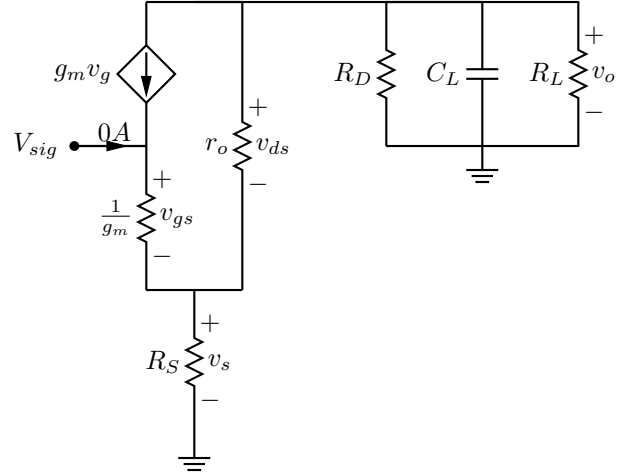 g_m v_g
R_D
C_L
R_L
+
v_o
−
V_sig
0A
+
r_o
v_ds
−
+
1/g_m
v_gs
−
+
R_S
v_s
−